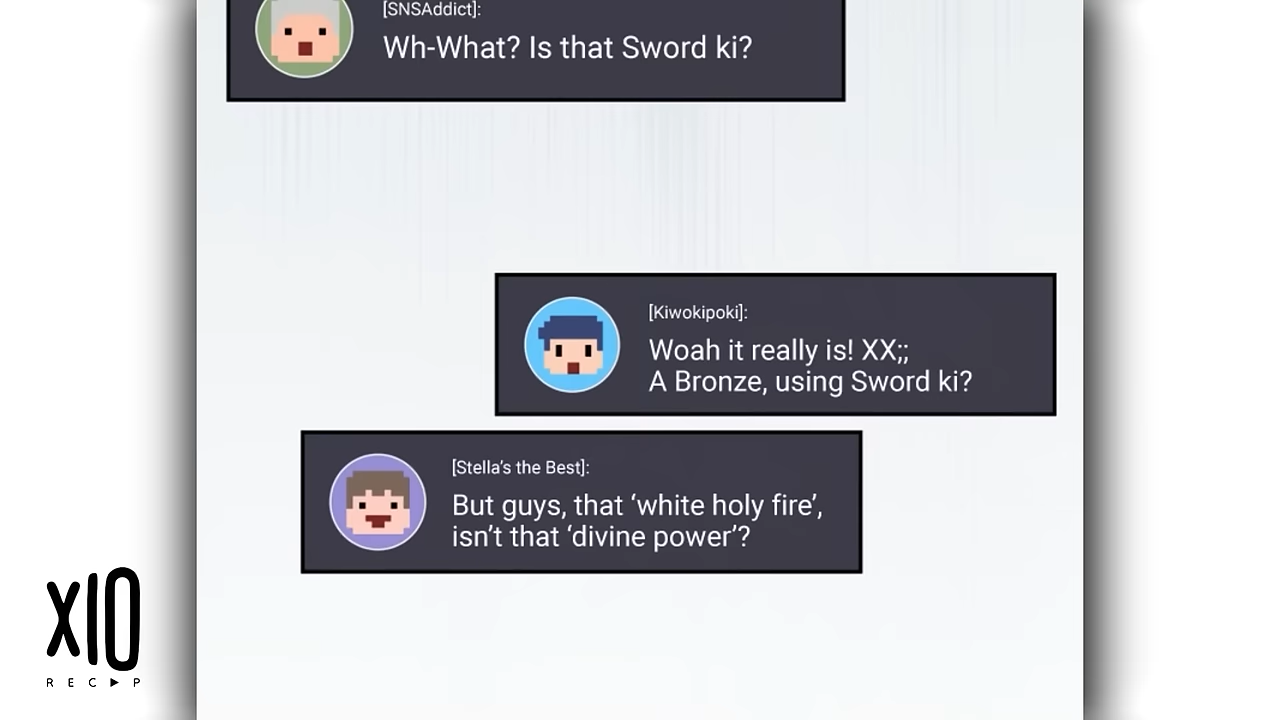 [SNSAddict]:
Wh-What? Is that Sword ki?
[Kiwokipoki]:
Woah it really is! XX;;
A Bronze, using Sword ki?
[Stella's the Best]:
But guys, that ‘white holy fire’,
isn't that ‘divine power’?
X10
RECAP